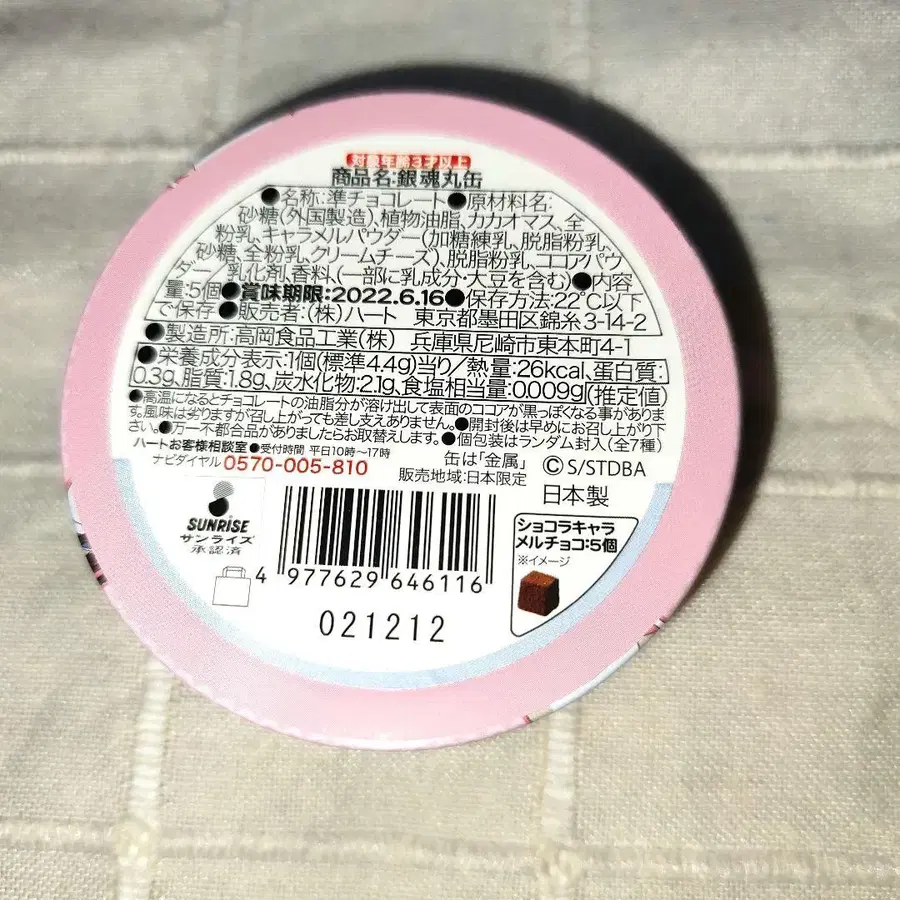 対象年齢3才以上
商品名:銀魂丸缶
●名称:準チョコレート●原材料名:
砂糖(外国製造)、植物油脂、カカオマス、全
粉乳、キャラメルパウダー(加糖練乳、脱脂粉乳、
砂糖、全粉乳、クリームチーズ)、脱脂粉乳、ココアパウ
ダー/乳化剤、香料、(一部に乳成分・大豆を含む)●内容
量:5個●賞味期限:2022.6.16●保存方法:22℃以下
で保存●販売者:(株)ハート 東京都墨田区錦糸3-14-2
●製造所:高岡食品工業(株) 兵庫県尼崎市東本町4-1
●栄養成分表示:1個(標準4.4g)当り/熱量:26kcal、蛋白質:
0.3g、脂質:1.8g、炭水化物:2.1g、食塩相当量:0.009g(推定値)
●高温になるとチョコレートの油脂分が溶け出して表面のココアが黒っぽくなる事がありま
す。風味は劣りますが召し上がっても差し支えありません。●開封後は早めにお召し上がり下
さい。●万一不都合品がありましたらお取替えします。●個包装はランダム封入(全7種)
ハートお客様相談室●受付時間 平日10時〜17時
ナビダイヤル0570-005-810
缶は「金属」
販売地域:日本限定
ⒸS/STDBA
日本製
SUNRISE
サンライズ
承認済
4 977629 646116
021212
ショコラキャラ
メルチョコ:5個
※イメージ